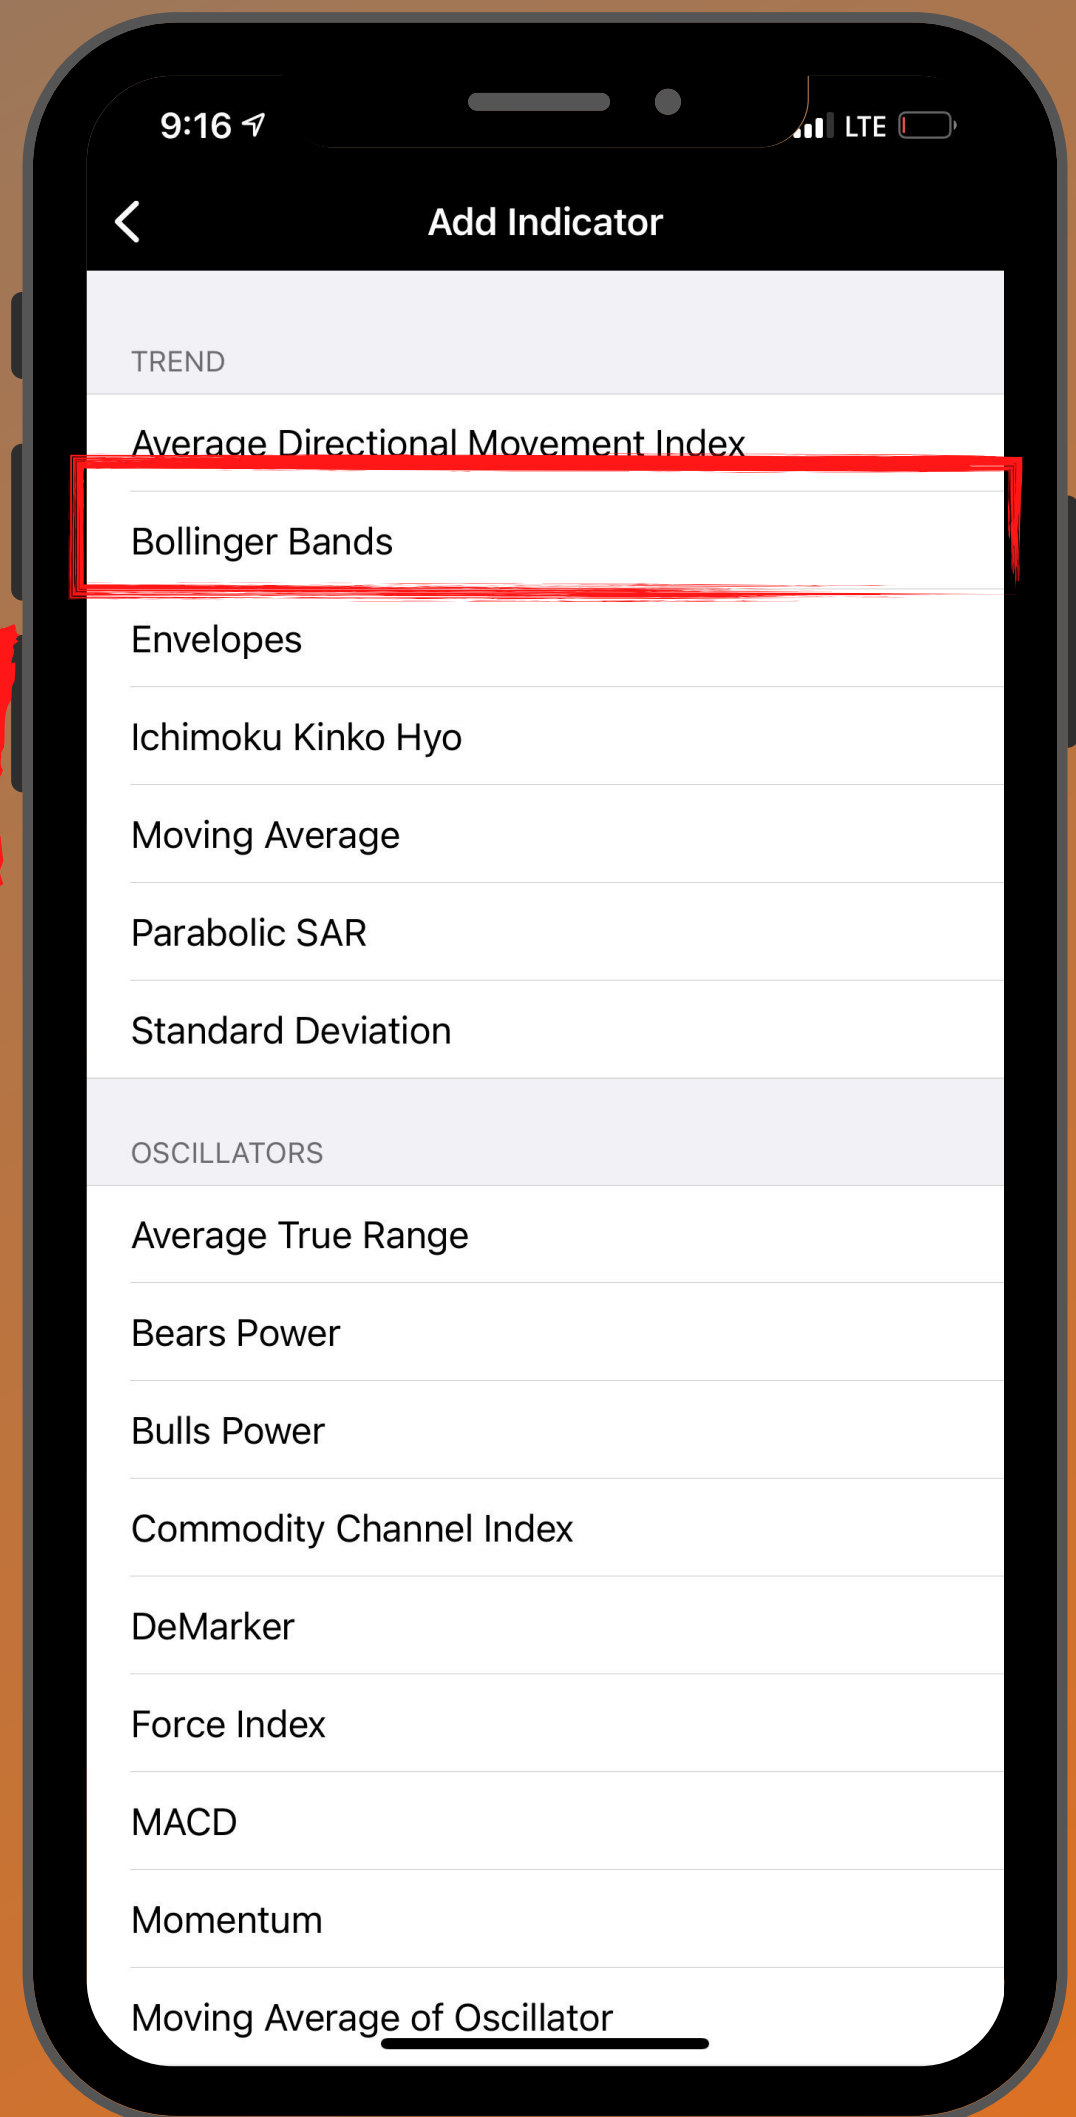 9:16
LTE
Add Indicator
TREND
Average Directional Movement Index
Bollinger Bands
Envelopes
Ichimoku Kinko Hyo
Moving Average
Parabolic SAR
Standard Deviation
OSCILLATORS
Average True Range
Bears Power
Bulls Power
Commodity Channel Index
DeMarker
Force Index
MACD
Momentum
Moving Average of Oscillator